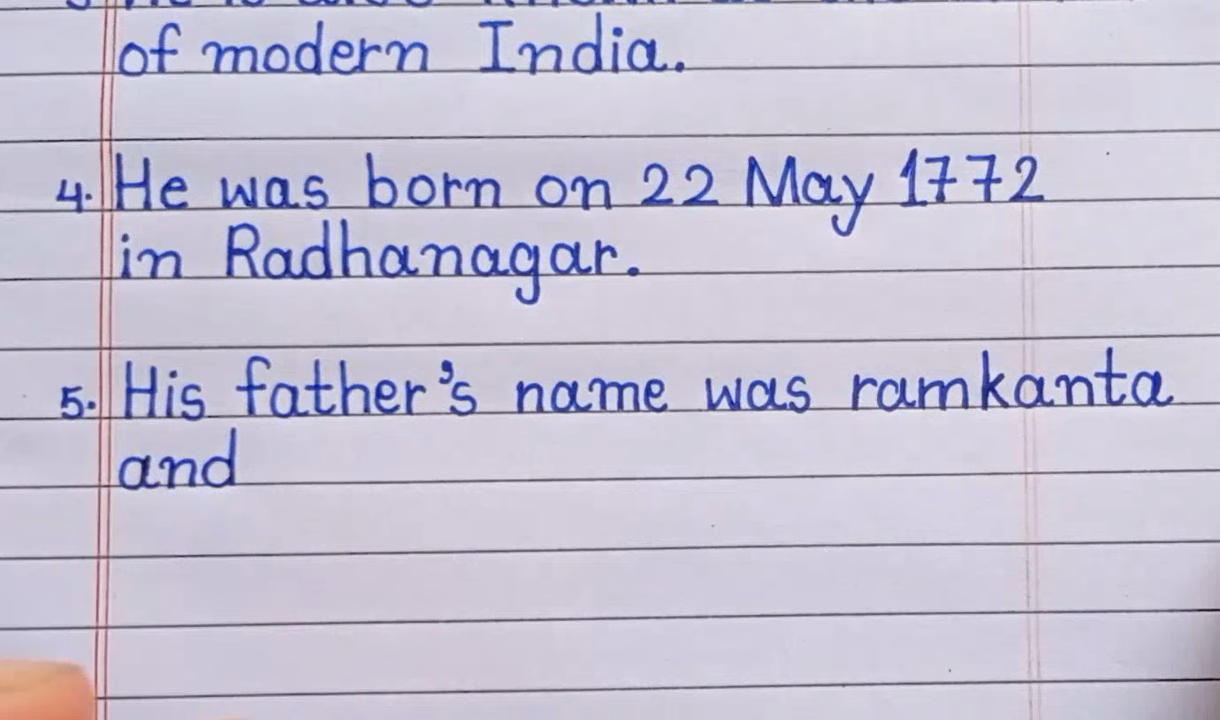 of modern India.
4. He was born on 22 May 1772
in Radhanagar.
5. His father's name was ramkanta
and